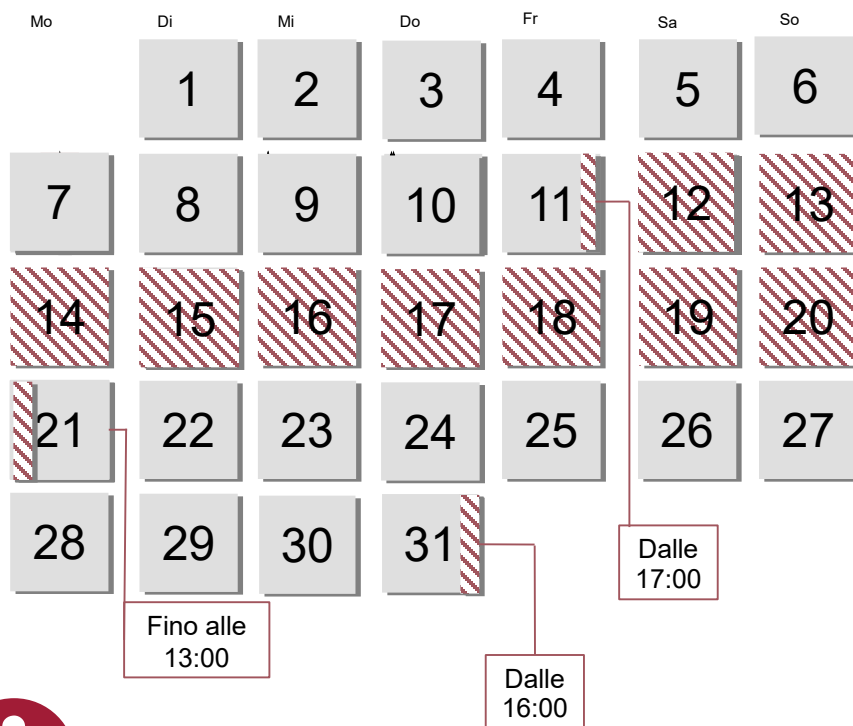 Mo Di Mi Do Fr Sa So
1 2 3 4 5 6
7 8 9 10 11 12 13
14 15 16 17 18 19 20
21 22 23 24 25 26 27
28 29 30 31
Dalle
17:00
Fino alle
13:00
Dalle
16:00